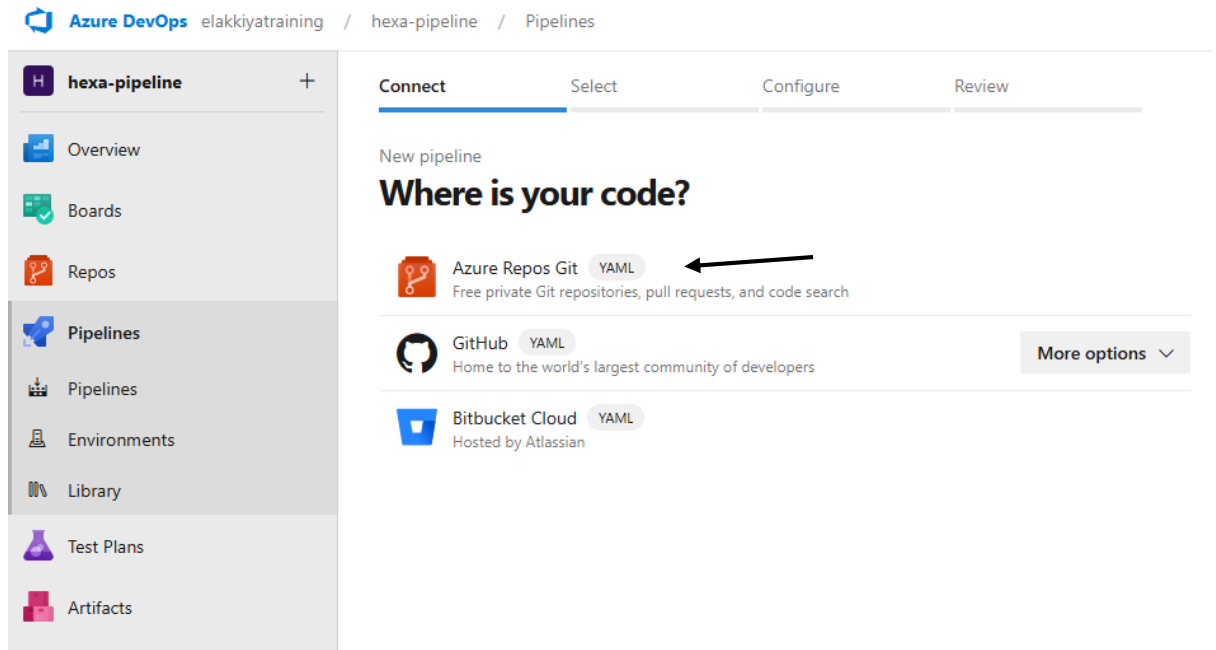 Azure DevOps elakkiyatraining / hexa-pipeline / Pipelines
H hexa-pipeline +
Overview
Boards
Repos
Pipelines
Pipelines
Environments
Library
Test Plans
Artifacts
Connect Select Configure Review
New pipeline
Where is your code?
Azure Repos Git YAML
Free private Git repositories, pull requests, and code search
GitHub YAML
Home to the world's largest community of developers
More options
Bitbucket Cloud YAML
Hosted by Atlassian